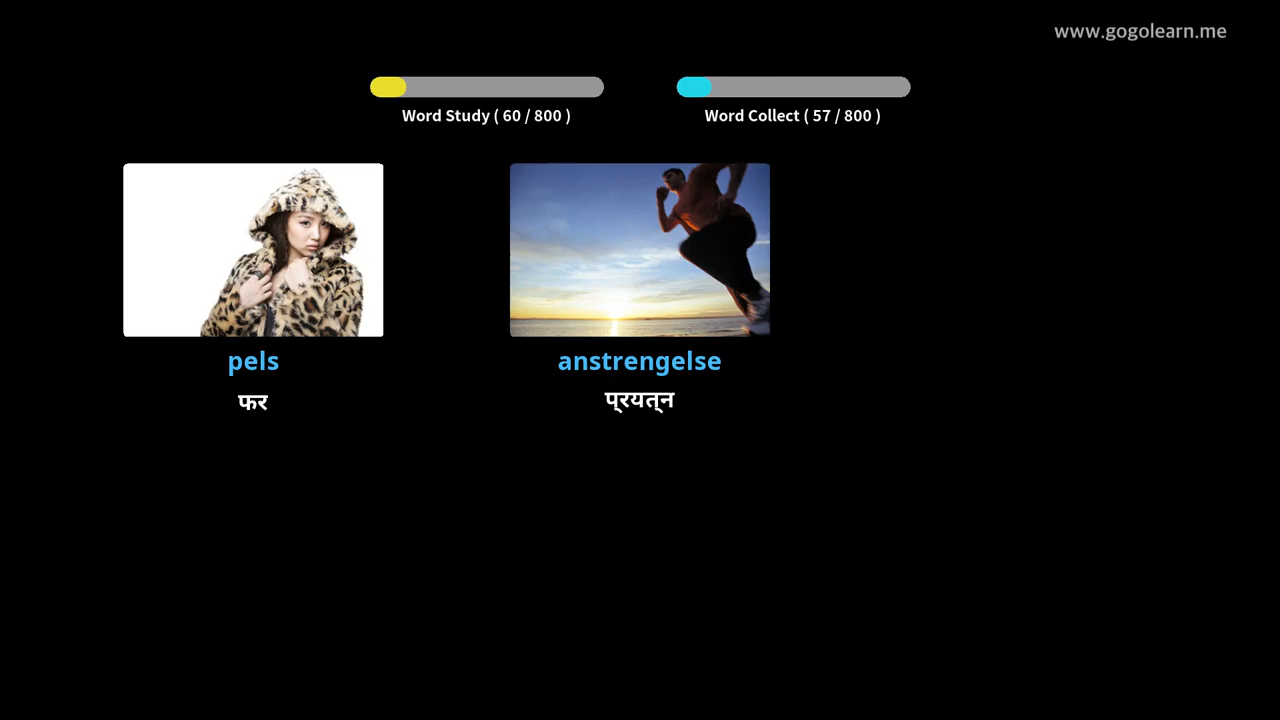 www.gogolearn.me
Word Study ( 60 / 800 )
Word Collect ( 57 / 800 )
pels
फर
anstrengelse
प्रयत्न